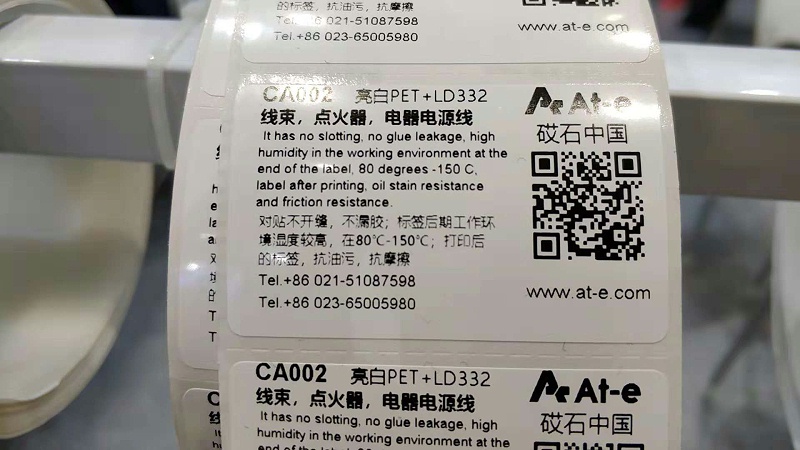 的标签，抗油污，抗摩擦
Tel.+86 021-51087598
Tel.+86 023-65005980
www.at-e.com
CA002 亮白PET+LD332
线束，点火器，电器电源线
It has no slotting, no glue leakage, high
humidity in the working environment at the
end of the label, 80 degrees -150 C,
label after printing, oil stain resistance
and friction resistance.
对贴不开缝，不漏胶；标签后期工作环
境湿度较高，在80℃-150℃；打印后
的标签，抗油污，抗摩擦
Tel.+86 021-51087598
Tel.+86 023-65005980
At-e
砹石中国
www.at-e.com
CA002 亮白PET+LD332
线束，点火器，电器电源线
It has no slotting, no glue leakage, high
humidity in the working environment at the
At-e
砹石中国